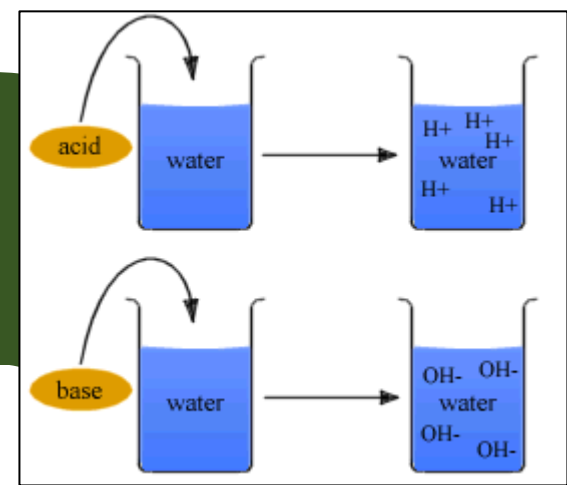 acid
water
H+
H+
H+
water
H+
H+
base
water
OH-
OH-
water
OH-
OH-